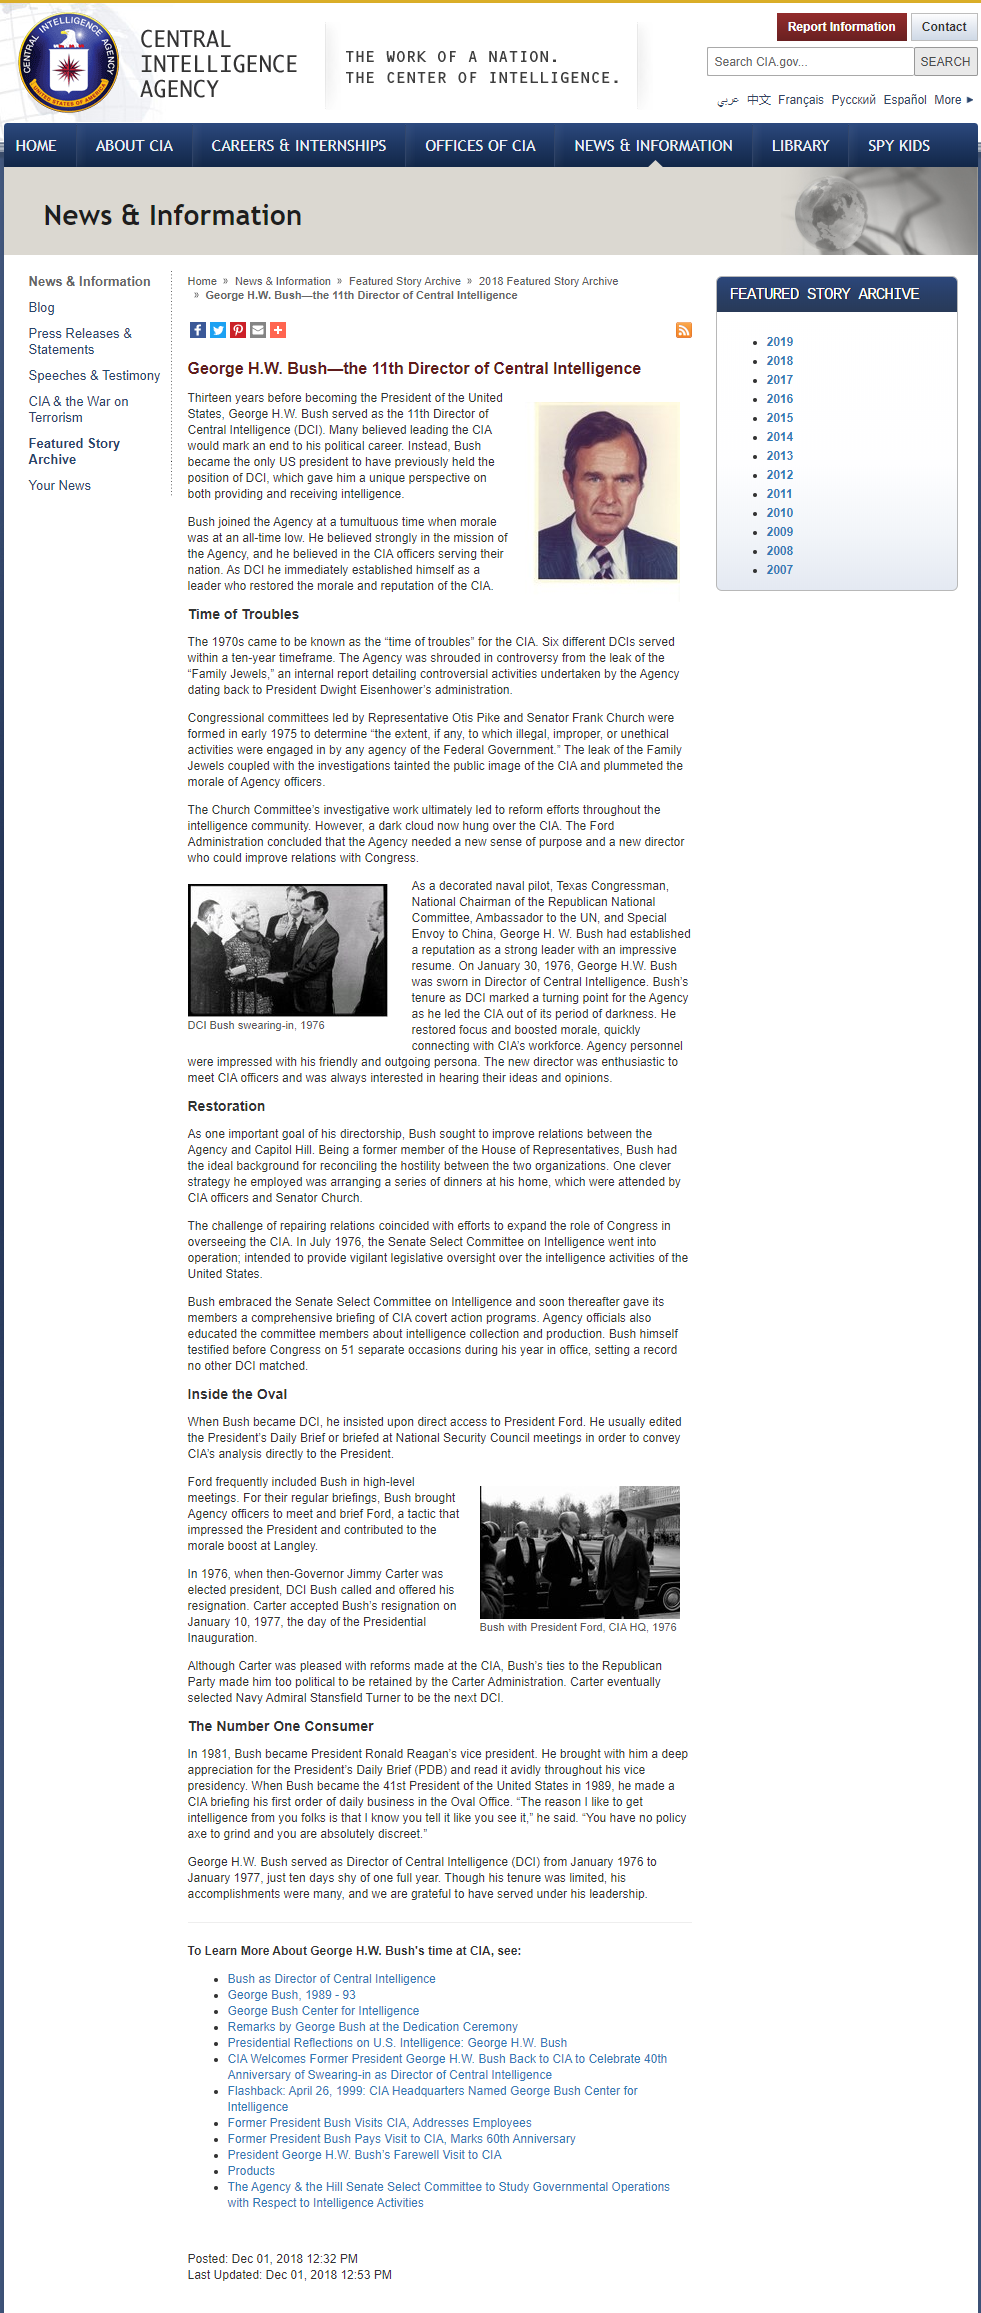 CENTRAL INTELLIGENCE AGENCY
UNITED STATES OF AMERICA
CENTRAL
INTELLIGENCE
AGENCY
THE WORK OF A NATION.
THE CENTER OF INTELLIGENCE.
Report Information
Contact
Search CIA.gov...
SEARCH
عربي 中文 Français Русский Español More ►
HOME ABOUT CIA CAREERS & INTERNSHIPS OFFICES OF CIA NEWS & INFORMATION LIBRARY SPY KIDS
News & Information
News & Information
Blog
Press Releases &
Statements
Speeches & Testimony
CIA & the War on
Terrorism
Featured Story
Archive
Your News
Home » News & Information » Featured Story Archive » 2018 Featured Story Archive
» George H.W. Bush—the 11th Director of Central Intelligence
George H.W. Bush—the 11th Director of Central Intelligence
Thirteen years before becoming the President of the United
States, George H.W. Bush served as the 11th Director of
Central Intelligence (DCI). Many believed leading the CIA
would mark an end to his political career. Instead, Bush
became the only US president to have previously held the
position of DCI, which gave him a unique perspective on
both providing and receiving intelligence.
Bush joined the Agency at a tumultuous time when morale
was at an all-time low. He believed strongly in the mission of
the Agency, and he believed in the CIA officers serving their
nation. As DCI he immediately established himself as a
leader who restored the morale and reputation of the CIA.
Time of Troubles
The 1970s came to be known as the “time of troubles” for the CIA. Six different DCIs served
within a ten-year timeframe. The Agency was shrouded in controversy from the leak of the
“Family Jewels,” an internal report detailing controversial activities undertaken by the Agency
dating back to President Dwight Eisenhower’s administration.
Congressional committees led by Representative Otis Pike and Senator Frank Church were
formed in early 1975 to determine “the extent, if any, to which illegal, improper, or unethical
activities were engaged in by any agency of the Federal Government.” The leak of the Family
Jewels coupled with the investigations tainted the public image of the CIA and plummeted the
morale of Agency officers.
The Church Committee’s investigative work ultimately led to reform efforts throughout the
intelligence community. However, a dark cloud now hung over the CIA. The Ford
Administration concluded that the Agency needed a new sense of purpose and a new director
who could improve relations with Congress.
As a decorated naval pilot, Texas Congressman,
National Chairman of the Republican National
Committee, Ambassador to the UN, and Special
Envoy to China, George H. W. Bush had established
a reputation as a strong leader with an impressive
resume. On January 30, 1976, George H.W. Bush
was sworn in Director of Central Intelligence. Bush’s
tenure as DCI marked a turning point for the Agency
as he led the CIA out of its period of darkness. He
restored focus and boosted morale, quickly
connecting with CIA’s workforce. Agency personnel
were impressed with his friendly and outgoing persona. The new director was enthusiastic to
meet CIA officers and was always interested in hearing their ideas and opinions.
DCI Bush swearing-in, 1976
Restoration
As one important goal of his directorship, Bush sought to improve relations between the
Agency and Capitol Hill. Being a former member of the House of Representatives, Bush had
the ideal background for reconciling the hostility between the two organizations. One clever
strategy he employed was arranging a series of dinners at his home, which were attended by
CIA officers and Senator Church.
The challenge of repairing relations coincided with efforts to expand the role of Congress in
overseeing the CIA. In July 1976, the Senate Select Committee on Intelligence went into
operation; intended to provide vigilant legislative oversight over the intelligence activities of the
United States.
Bush embraced the Senate Select Committee on Intelligence and soon thereafter gave its
members a comprehensive briefing of CIA covert action programs. Agency officials also
educated the committee members about intelligence collection and production. Bush himself
testified before Congress on 51 separate occasions during his year in office, setting a record
no other DCI matched.
Inside the Oval
When Bush became DCI, he insisted upon direct access to President Ford. He usually edited
the President’s Daily Brief or briefed at National Security Council meetings in order to convey
CIA’s analysis directly to the President.
Ford frequently included Bush in high-level
meetings. For their regular briefings, Bush brought
Agency officers to meet and brief Ford, a tactic that
impressed the President and contributed to the
morale boost at Langley.
In 1976, when then-Governor Jimmy Carter was
elected president, DCI Bush called and offered his
resignation. Carter accepted Bush’s resignation on
January 10, 1977, the day of the Presidential
Inauguration.
Bush with President Ford, CIA HQ, 1976
Although Carter was pleased with reforms made at the CIA, Bush’s ties to the Republican
Party made him too political to be retained by the Carter Administration. Carter eventually
selected Navy Admiral Stansfield Turner to be the next DCI.
The Number One Consumer
In 1981, Bush became President Ronald Reagan’s vice president. He brought with him a deep
appreciation for the President’s Daily Brief (PDB) and read it avidly throughout his vice
presidency. When Bush became the 41st President of the United States in 1989, he made a
CIA briefing his first order of daily business in the Oval Office. “The reason I like to get
intelligence from you folks is that I know you tell it like you see it,” he said. “You have no policy
axe to grind and you are absolutely discreet.”
George H.W. Bush served as Director of Central Intelligence (DCI) from January 1976 to
January 1977, just ten days shy of one full year. Though his tenure was limited, his
accomplishments were many, and we are grateful to have served under his leadership.
To Learn More About George H.W. Bush's time at CIA, see:
Bush as Director of Central Intelligence
George Bush, 1989 - 93
George Bush Center for Intelligence
Remarks by George Bush at the Dedication Ceremony
Presidential Reflections on U.S. Intelligence: George H.W. Bush
CIA Welcomes Former President George H.W. Bush Back to CIA to Celebrate 40th
Anniversary of Swearing-in as Director of Central Intelligence
Flashback: April 26, 1999: CIA Headquarters Named George Bush Center for
Intelligence
Former President Bush Visits CIA, Addresses Employees
Former President Bush Pays Visit to CIA, Marks 60th Anniversary
President George H.W. Bush’s Farewell Visit to CIA
Products
The Agency & the Hill Senate Select Committee to Study Governmental Operations
with Respect to Intelligence Activities
Posted: Dec 01, 2018 12:32 PM
Last Updated: Dec 01, 2018 12:53 PM
FEATURED STORY ARCHIVE
2019
2018
2017
2016
2015
2014
2013
2012
2011
2010
2009
2008
2007